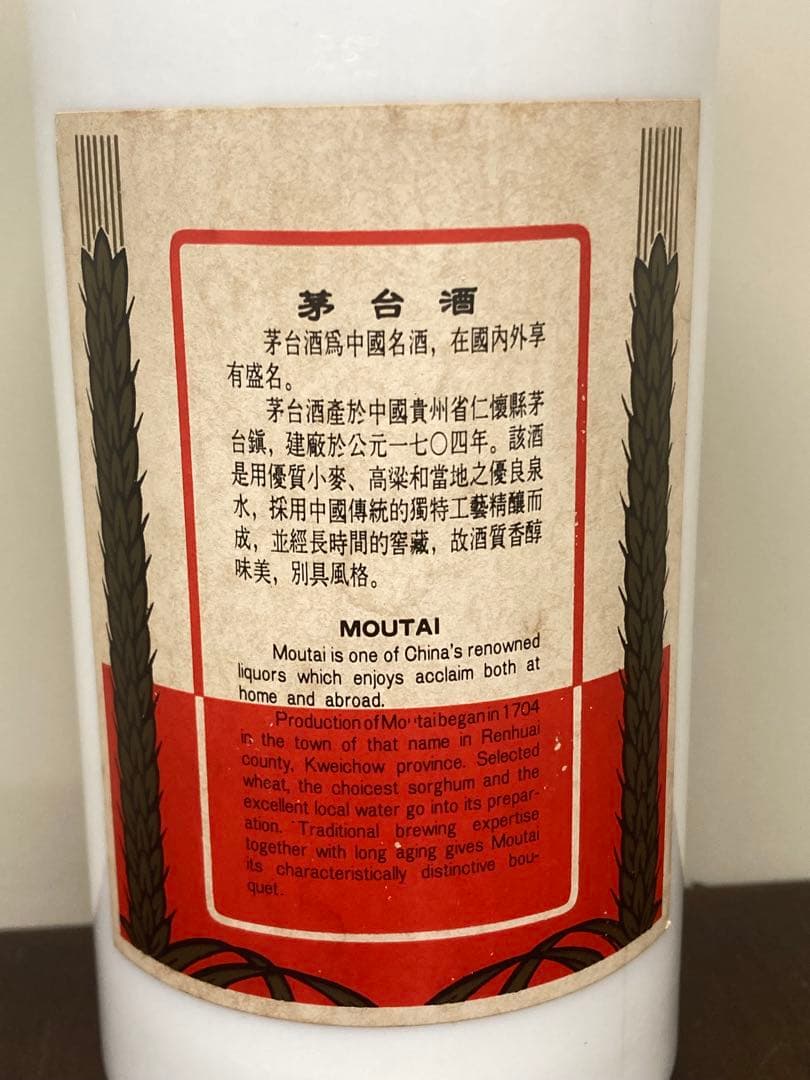 茅台酒
茅台酒爲中國名酒，在國內外享
有盛名。
茅台酒產於中國貴州省仁懷縣茅
台鎭，建廠於公元一七〇四年。該酒
是用優質小麥、高粱和當地之優良泉
水，採用中國傳統的獨特工藝精釀而
成，並經長時間的窖藏，故酒質香醇
味美，別具風格。
MOUTAI
Moutai is one of China's renowned
liquors which enjoys acclaim both at
home and abroad.
Production of Moutai began in 1704
in the town of that name in Renhuai
county, Kweichow province. Selected
wheat, the choicest sorghum and the
excellent local water go into its prepar-
ation. Traditional brewing expertise
together with long aging gives Moutai
its characteristically distinctive bou-
quet.